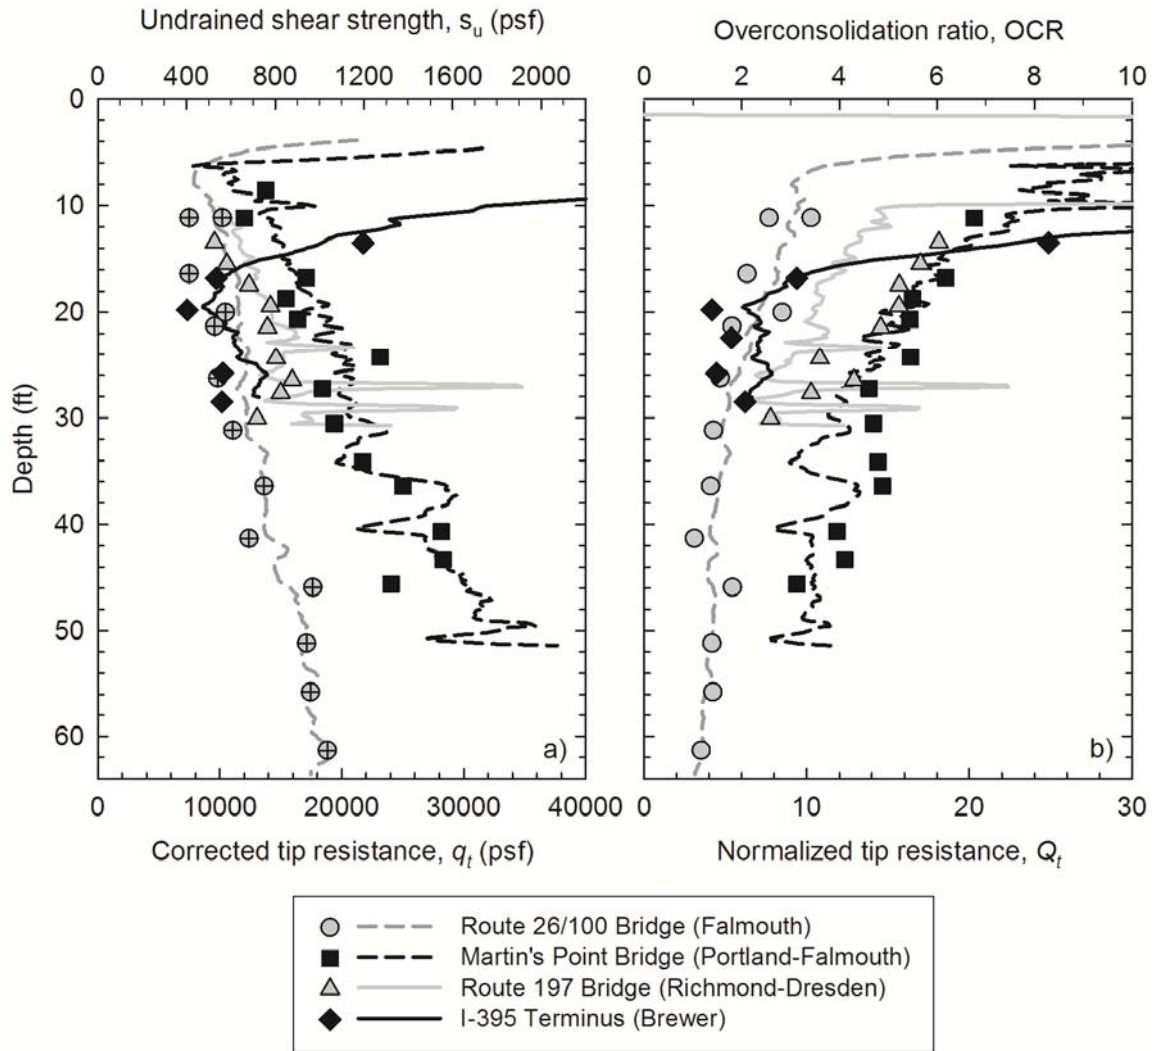 Undrained shear strength, su (psf)
0 400 800 1200 1600 2000
Overconsolidation ratio, OCR
0 2 4 6 8 10
Depth (ft)
0
10
20
30
40
50
60
a)
b)
0 10000 20000 30000 40000
Corrected tip resistance, qt (psf)
0 10 20 30
Normalized tip resistance, Qt
Route 26/100 Bridge (Falmouth)
Martin's Point Bridge (Portland-Falmouth)
Route 197 Bridge (Richmond-Dresden)
I-395 Terminus (Brewer)